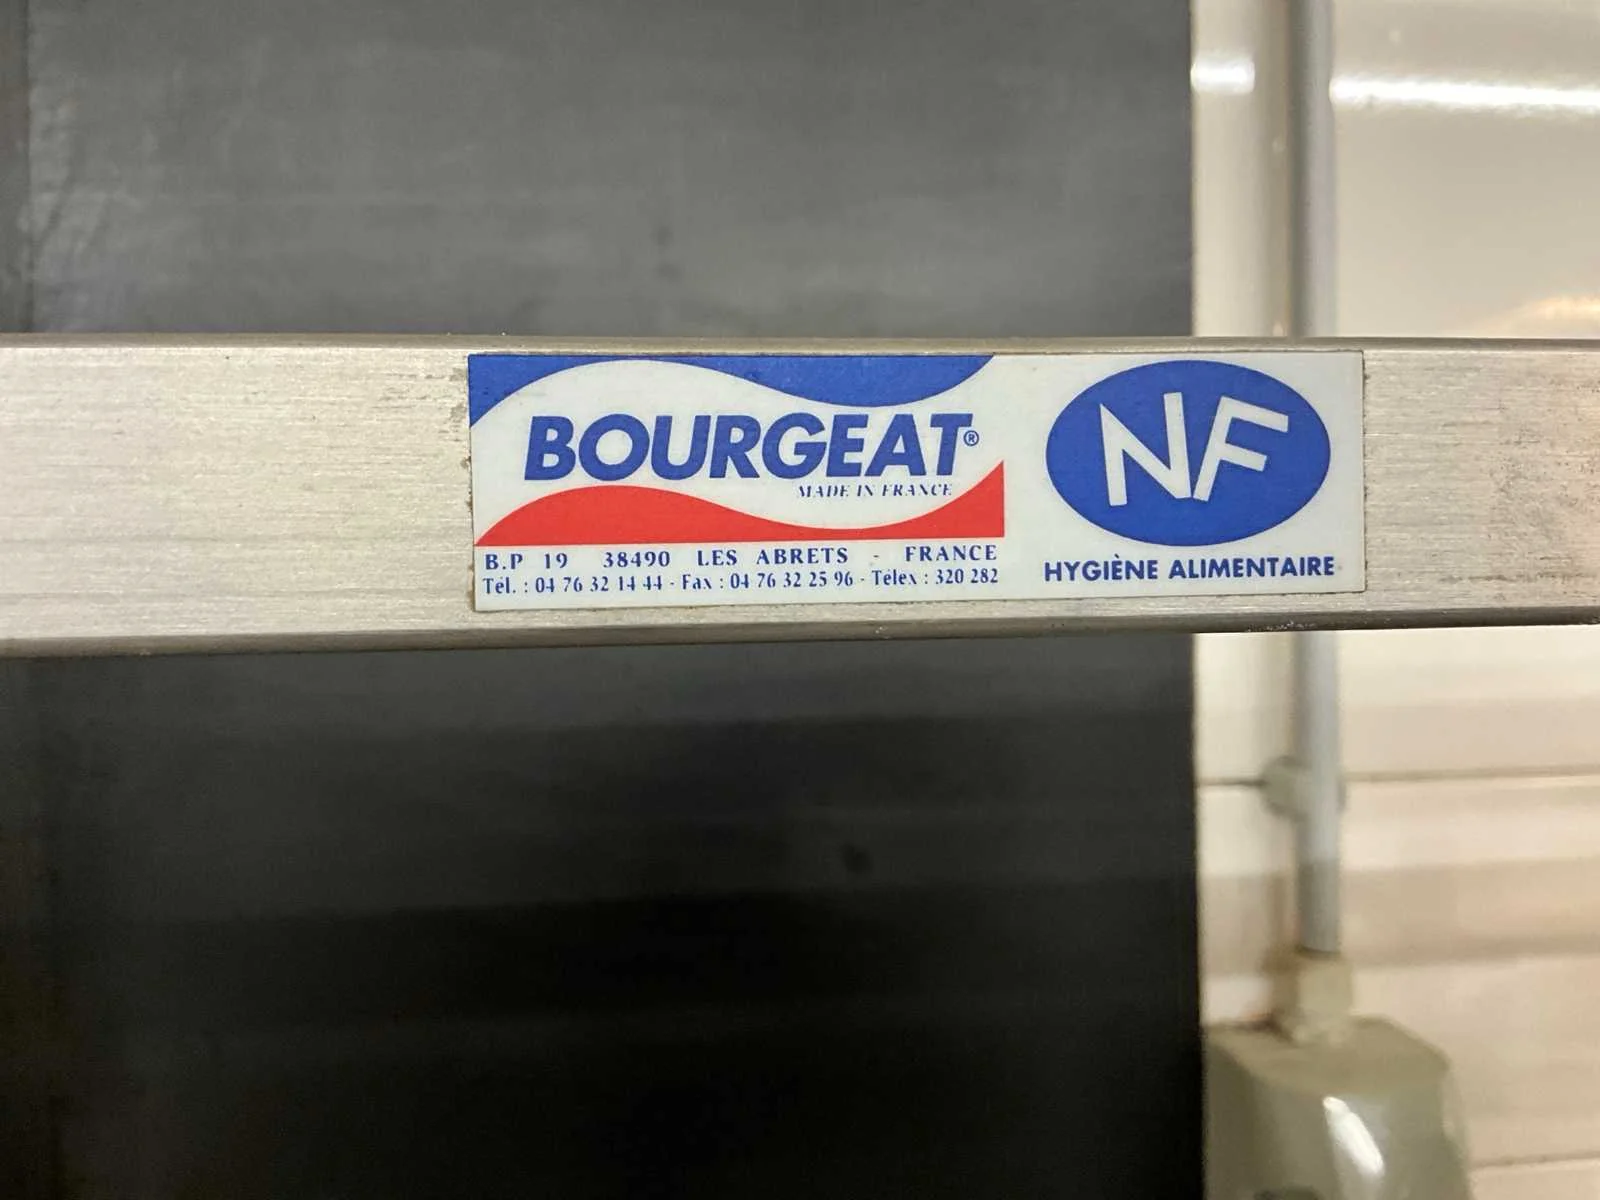 BOURGEAT®
MADE IN FRANCE
B.P 19 38490 LES ABRETS - FRANCE
Tél. : 04 76 32 14 44 - Fax : 04 76 32 25 96 - Télex : 320 282
NF
HYGIÈNE ALIMENTAIRE